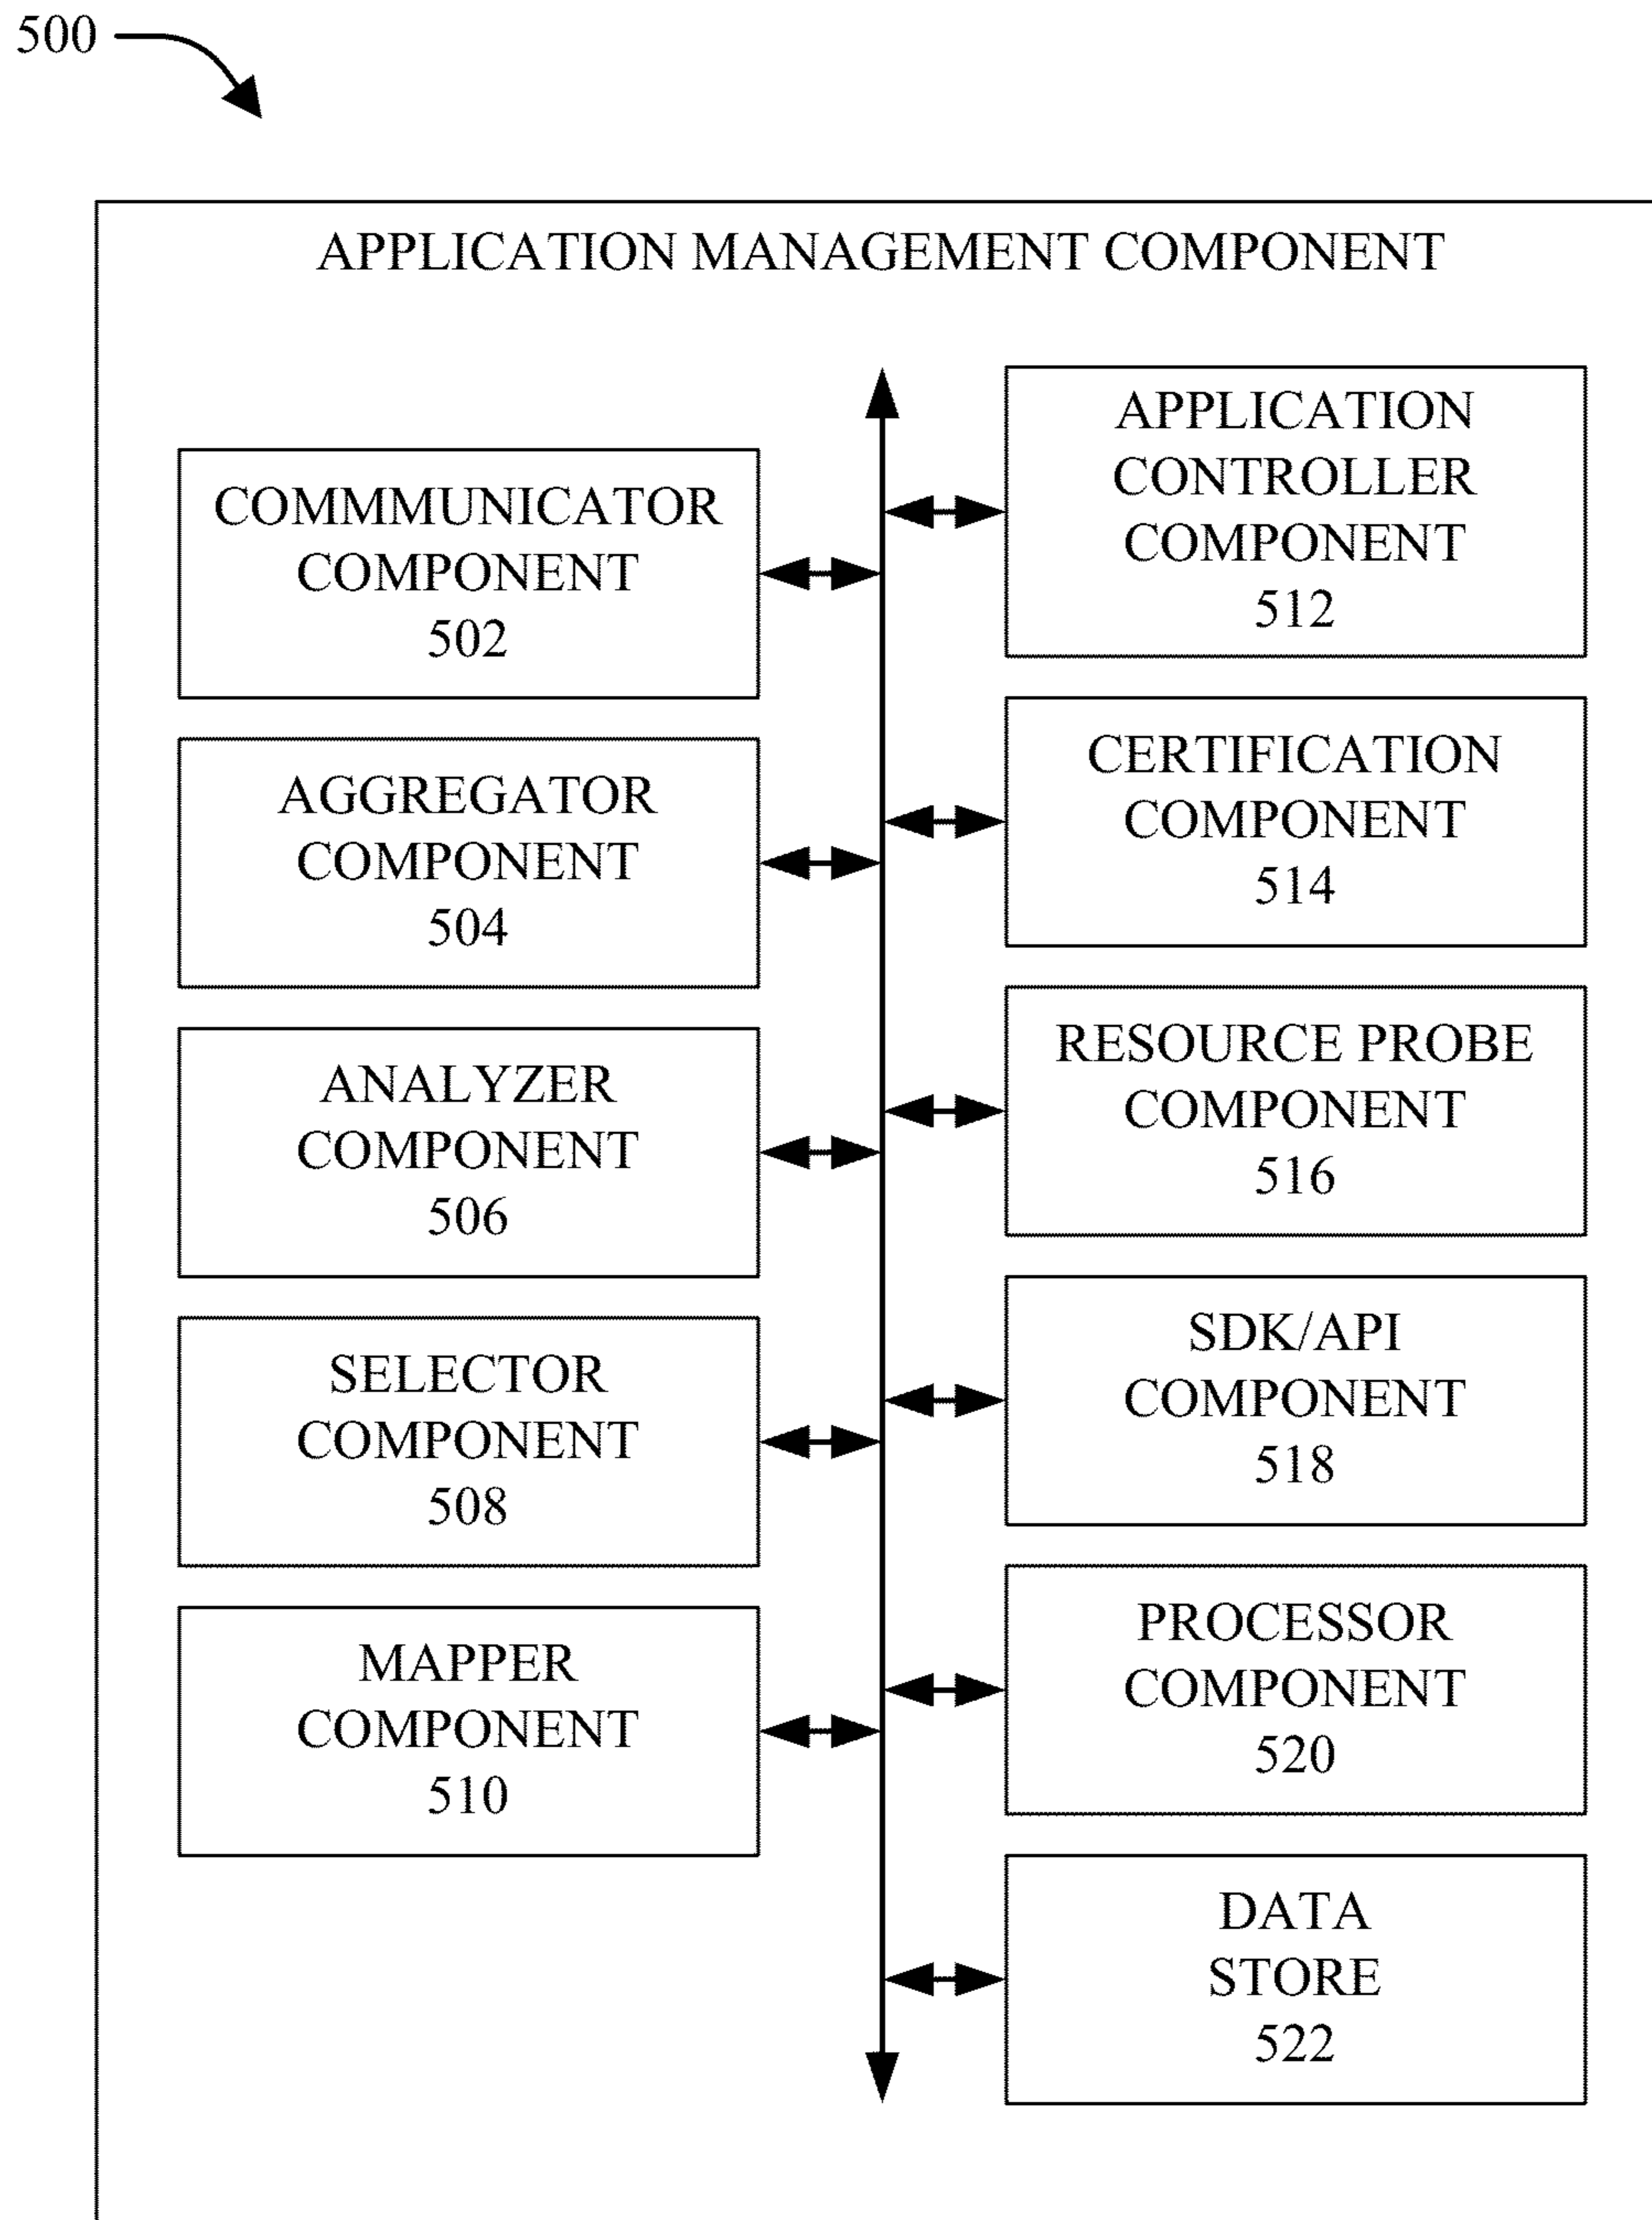 500
APPLICATION MANAGEMENT COMPONENT
COMMMUNICATOR
COMPONENT
502
AGGREGATOR
COMPONENT
504
ANALYZER
COMPONENT
506
SELECTOR
COMPONENT
508
MAPPER
COMPONENT
510
APPLICATION
CONTROLLER
COMPONENT
512
CERTIFICATION
COMPONENT
514
RESOURCE PROBE
COMPONENT
516
SDK/API
COMPONENT
518
PROCESSOR
COMPONENT
520
DATA
STORE
522